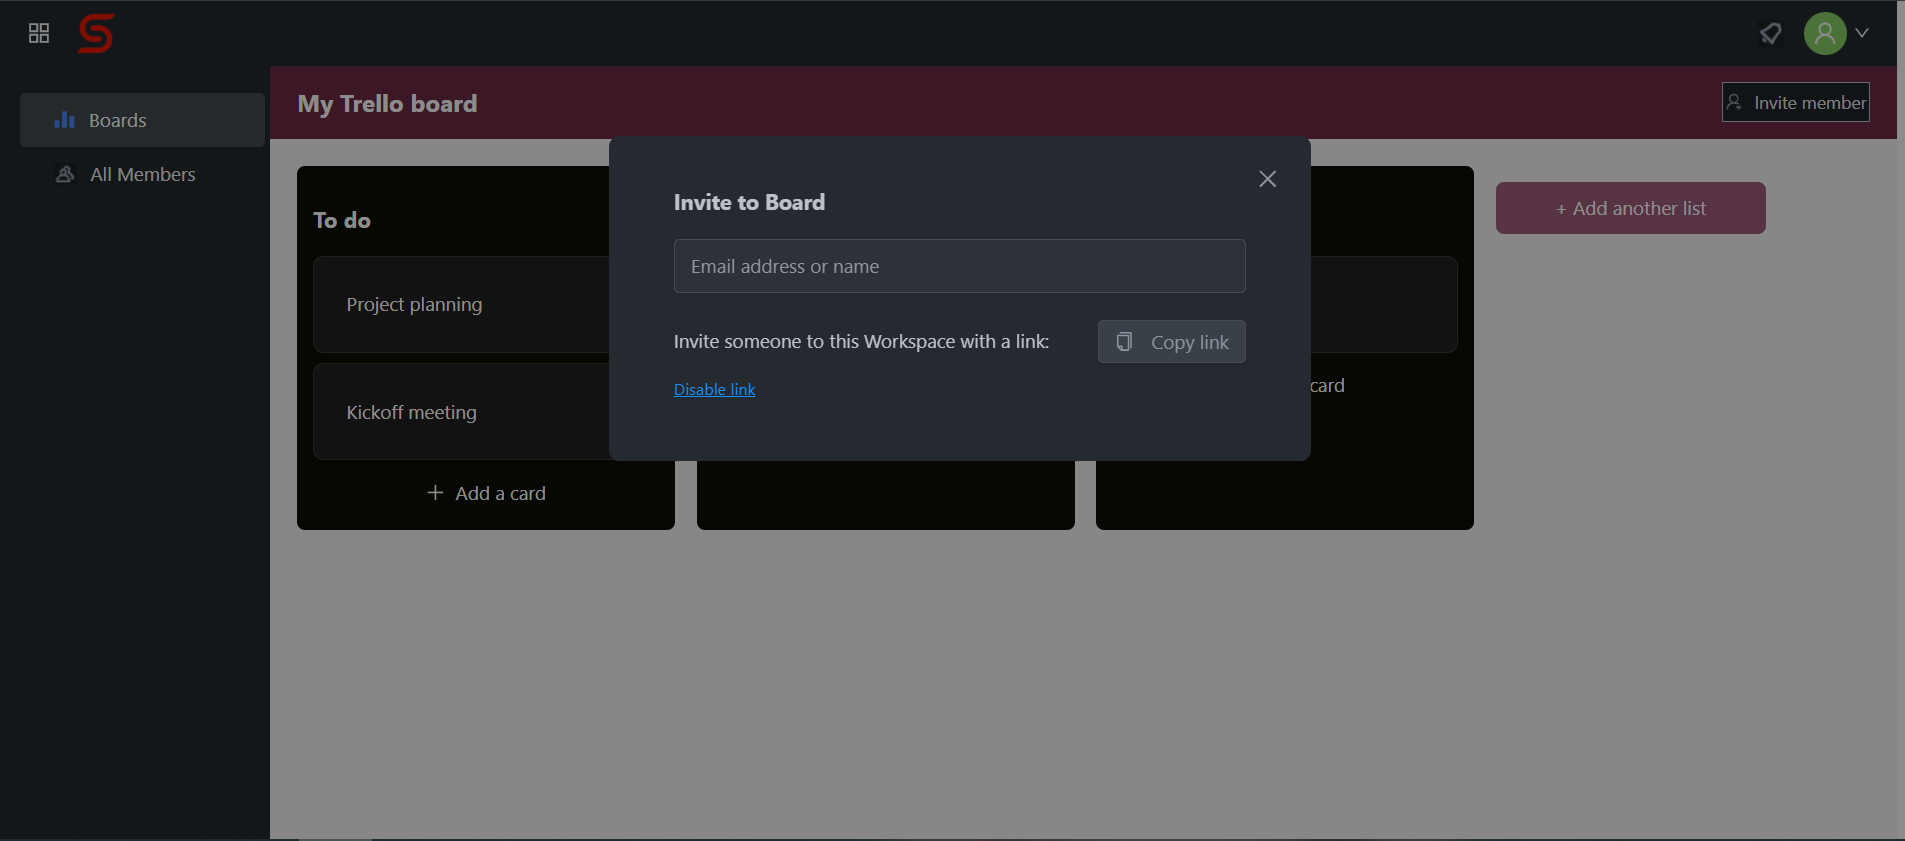 My Trello board
Invite member
Boards
All Members
To do
Project planning
Kickoff meeting
+ Add a card
Invite to Board
Email address or name
Invite someone to this Workspace with a link:
Copy link
Disable link
card
+ Add another list